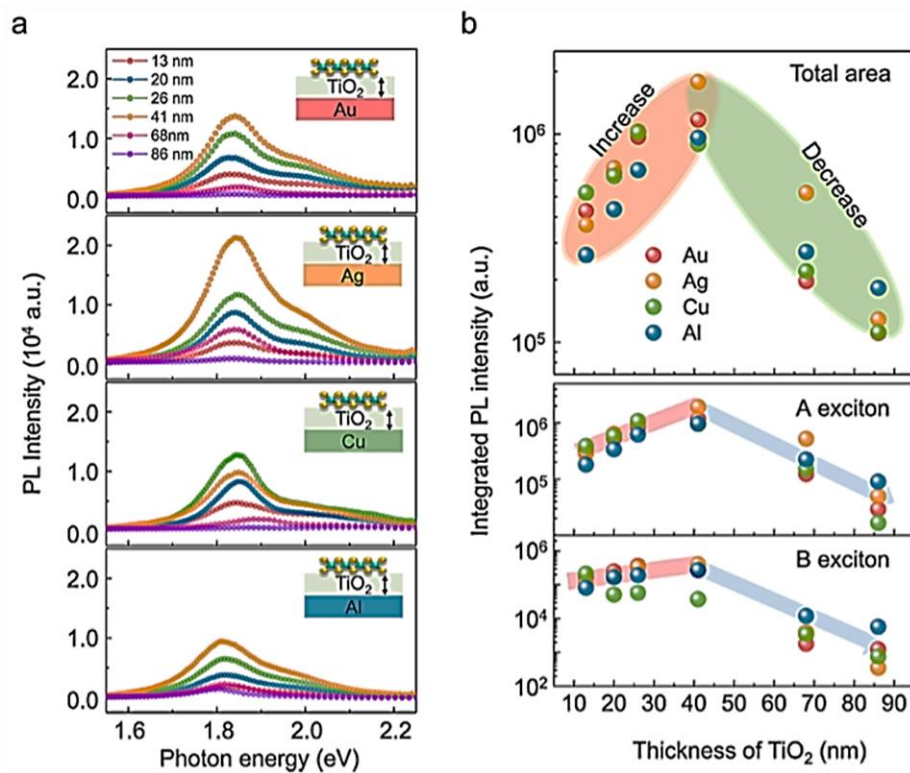 a
2.0
1.0
0.0
13 nm
20 nm
26 nm
41 nm
68nm
86 nm
TiO2
Au
2.0
1.0
0.0
TiO2
Ag
2.0
1.0
0.0
TiO2
Cu
2.0
1.0
0.0
TiO2
Al
1.6
1.8
2.0
2.2
Photon energy (eV)
PL Intensity (10⁴ a.u.)
b
Total area
Increase
Decrease
10⁶
10⁵
Au
Ag
Cu
Al
A exciton
10⁶
10⁵
B exciton
10⁶
10⁴
10²
10 20 30 40 50 60 70 80 90
Thickness of TiO₂ (nm)
Integrated PL intensity (a.u.)